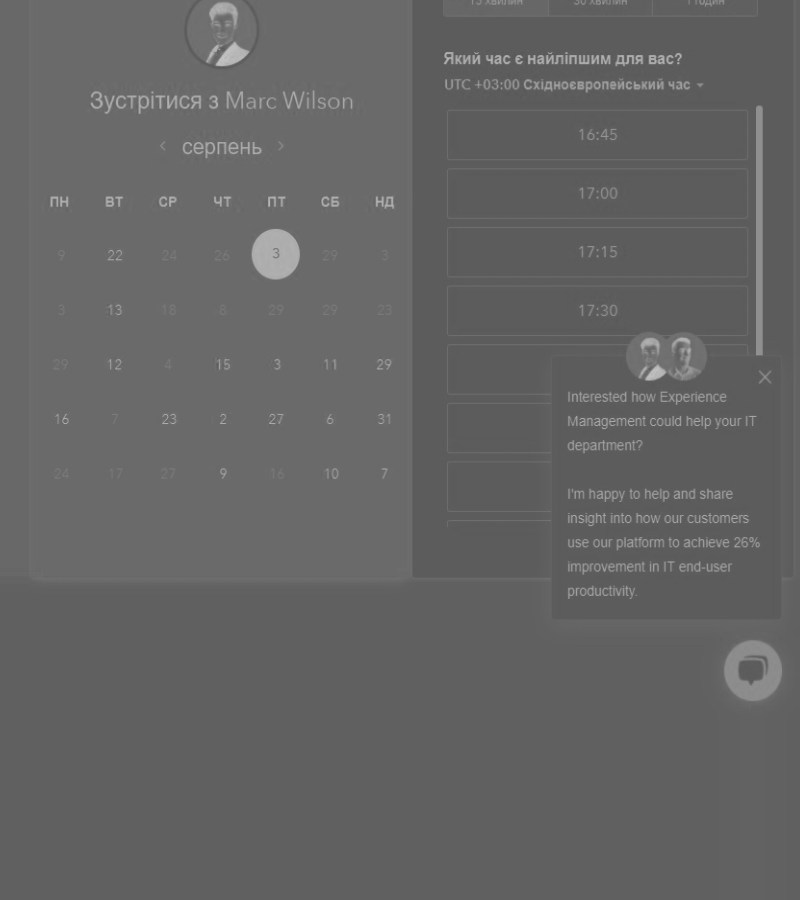 Зустрітися з Marc Wilson
серпень
ПН ВТ СР ЧТ ПТ СБ НД
9 22 24 26 3 29 3
3 13 18 8 29 29 23
29 12 4 15 3 11 29
16 7 23 2 27 6 31
24 17 27 9 16 10 7
15 хвилин 30 хвилин 1 годин
Який час є найліпшим для вас?
UTC +03:00 Східноєвропейський час
16:45
17:00
17:15
17:30
Interested how Experience
Management could help your IT
department?
I'm happy to help and share
insight into how our customers
use our platform to achieve 26%
improvement in IT end-user
productivity.